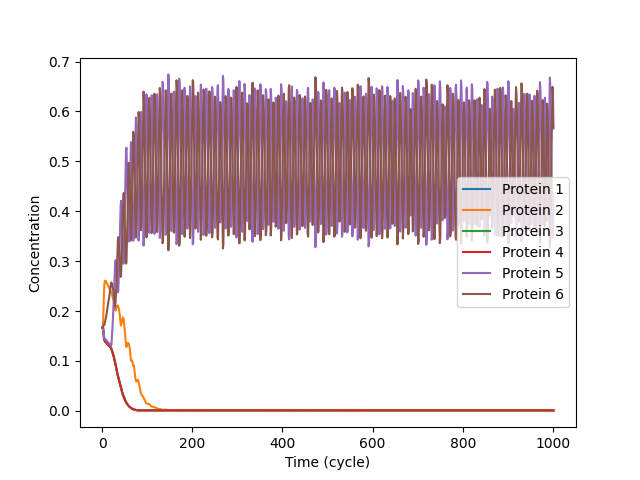 0.7
0.6
0.5
0.4
0.3
0.2
0.1
0.0
Concentration
0
200
400
600
800
1000
Time (cycle)
Protein 1
Protein 2
Protein 3
Protein 4
Protein 5
Protein 6